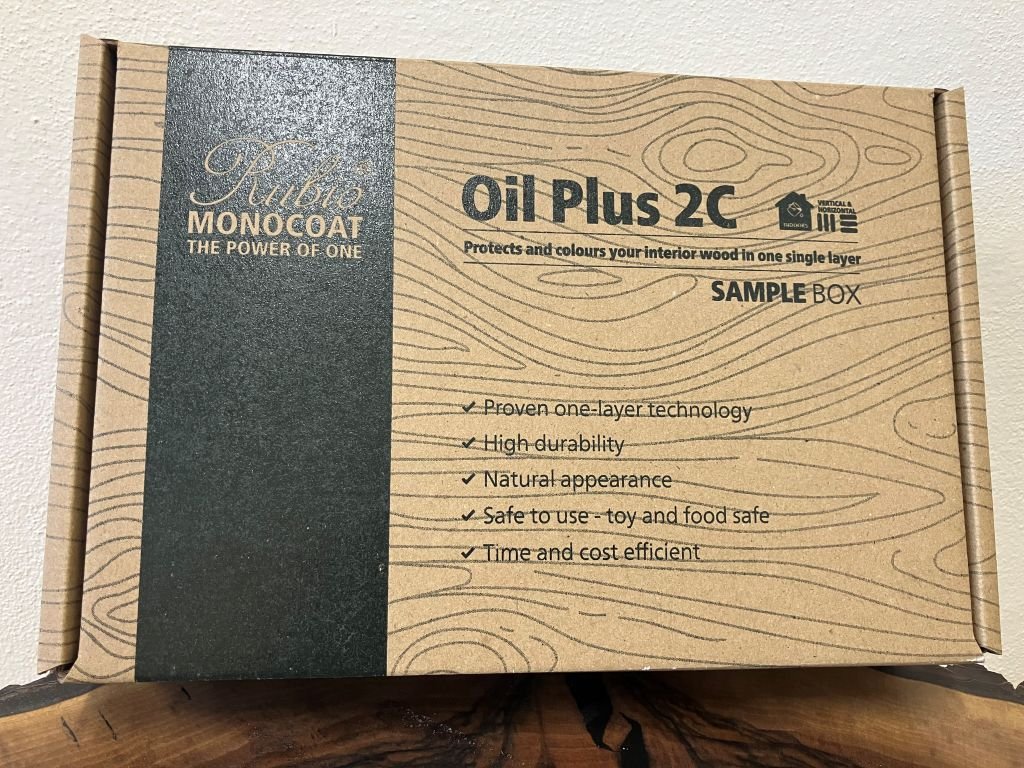 Rubio
MONOCOAT
THE POWER OF ONE
Oil Plus 2C
INDOORS
VERTICAL &
HORIZONTAL
Protects and colours your interior wood in one single layer
SAMPLE BOX
✓ Proven one-layer technology
✓ High durability
✓ Natural appearance
✓ Safe to use - toy and food safe
✓ Time and cost efficient